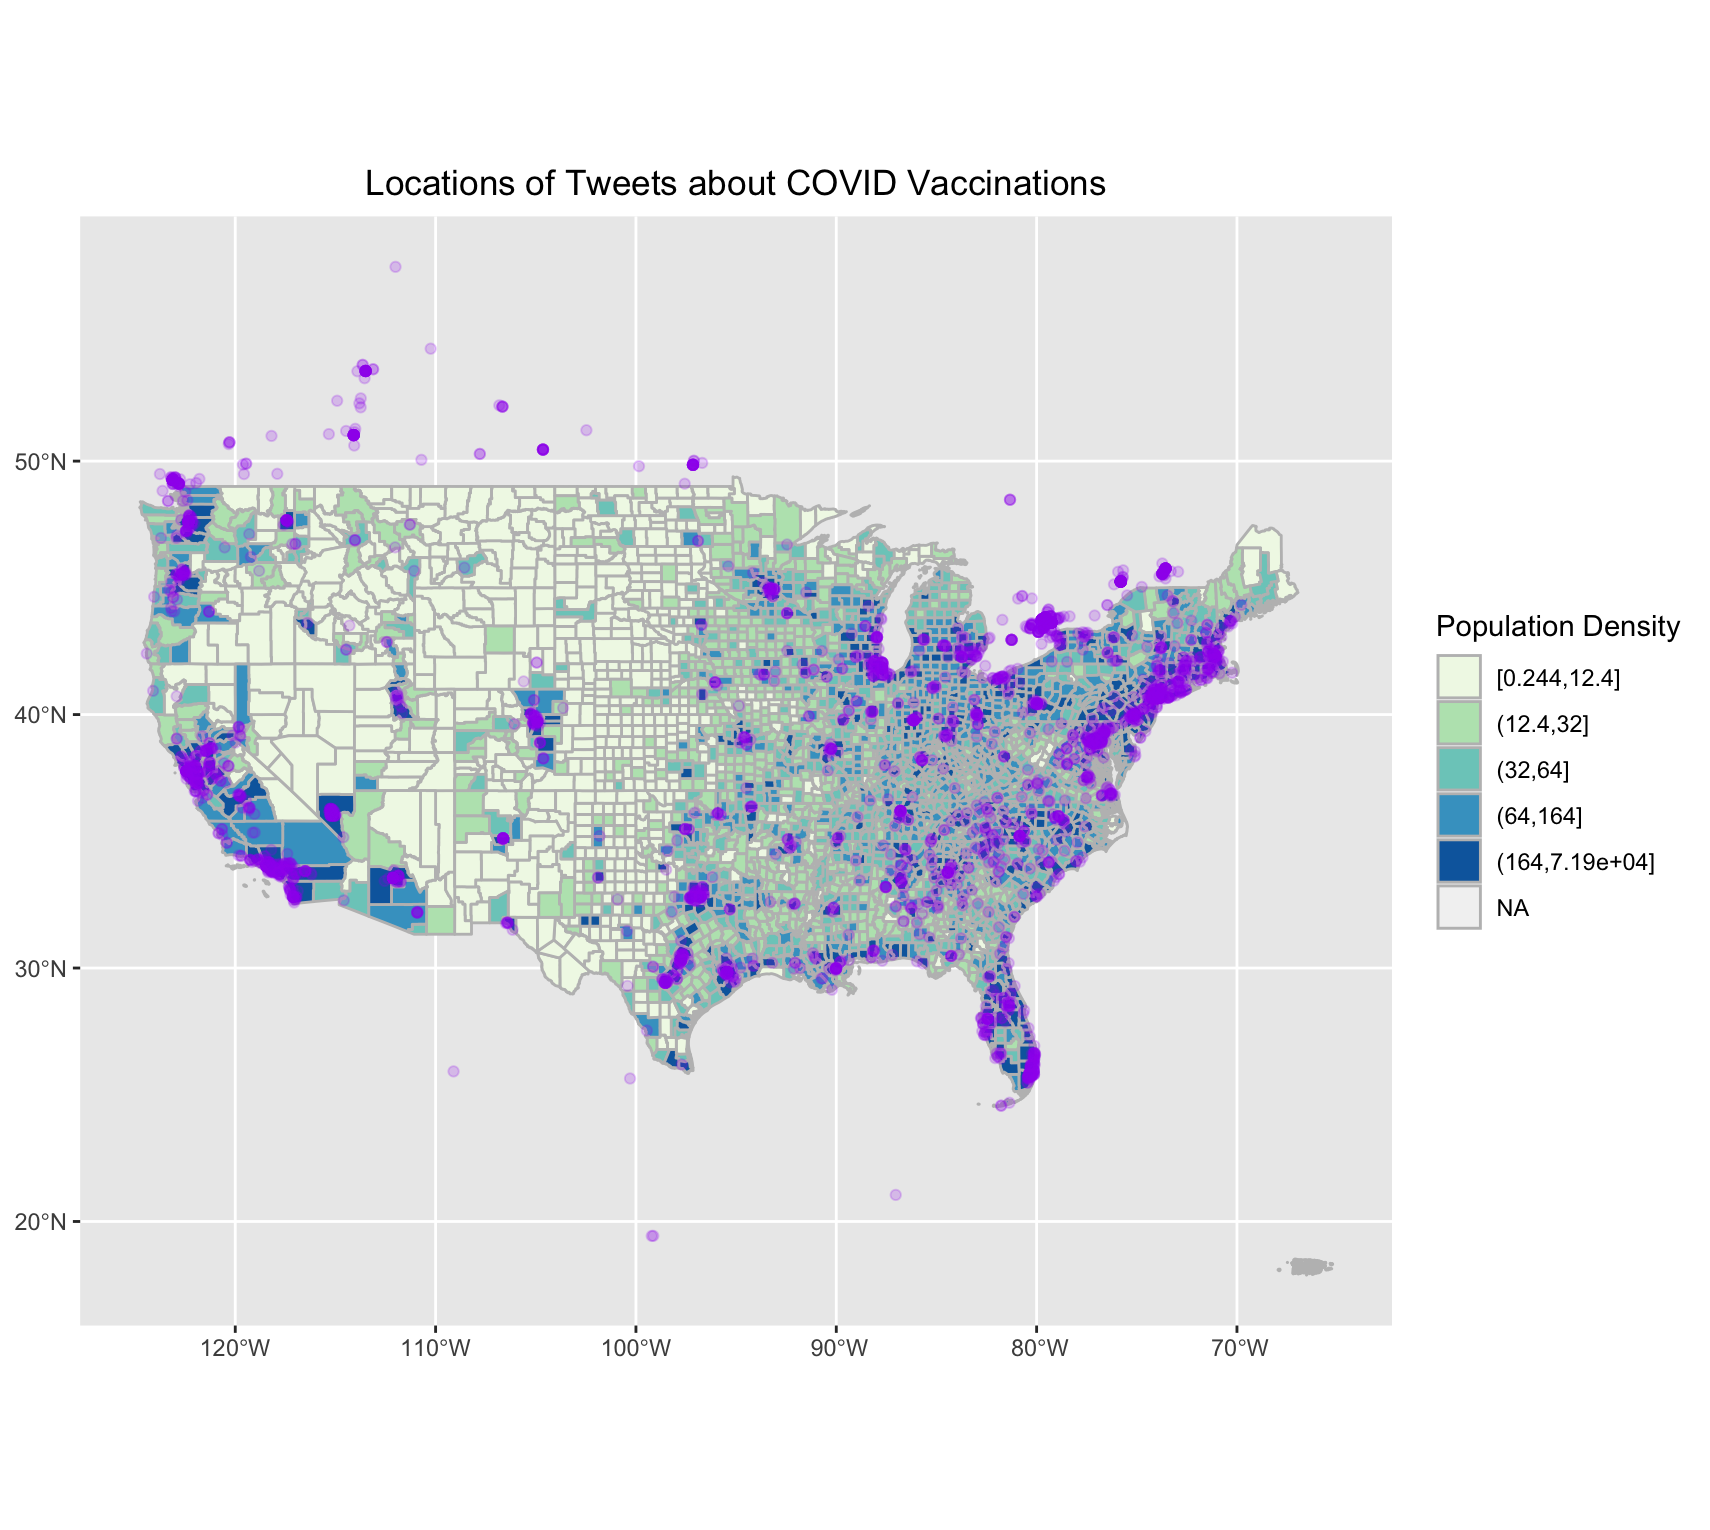 Locations of Tweets about COVID Vaccinations
50°N
40°N
30°N
20°N
120°W
110°W
100°W
90°W
80°W
70°W
Population Density
[0.244,12.4]
(12.4,32]
(32,64]
(64,164]
(164,7.19e+04]
NA